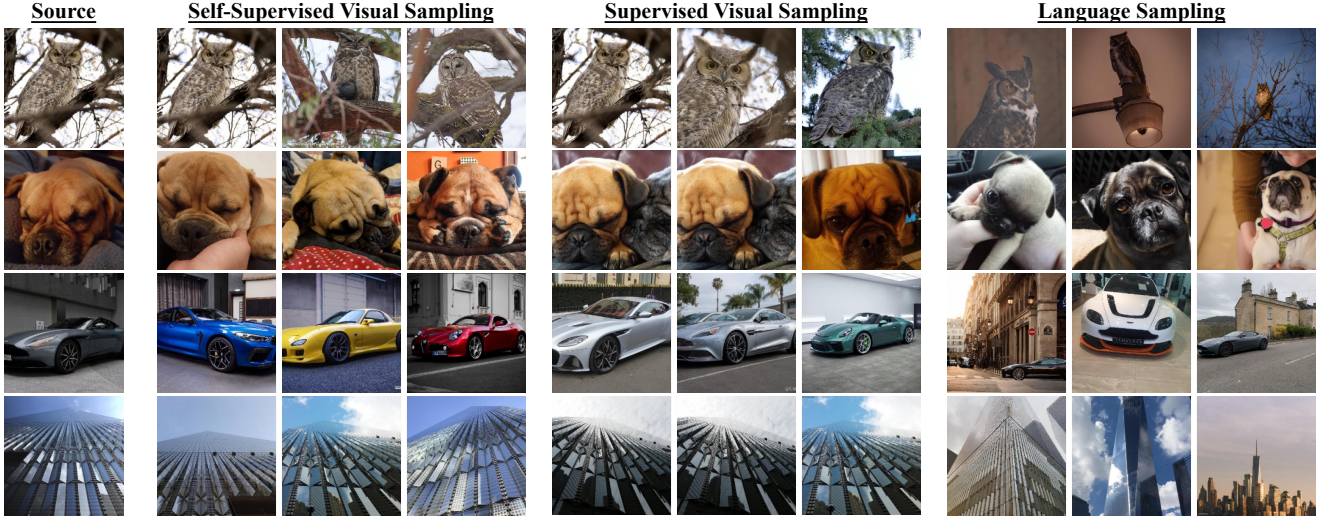 Source
Self-Supervised Visual Sampling
Supervised Visual Sampling
Language Sampling
G